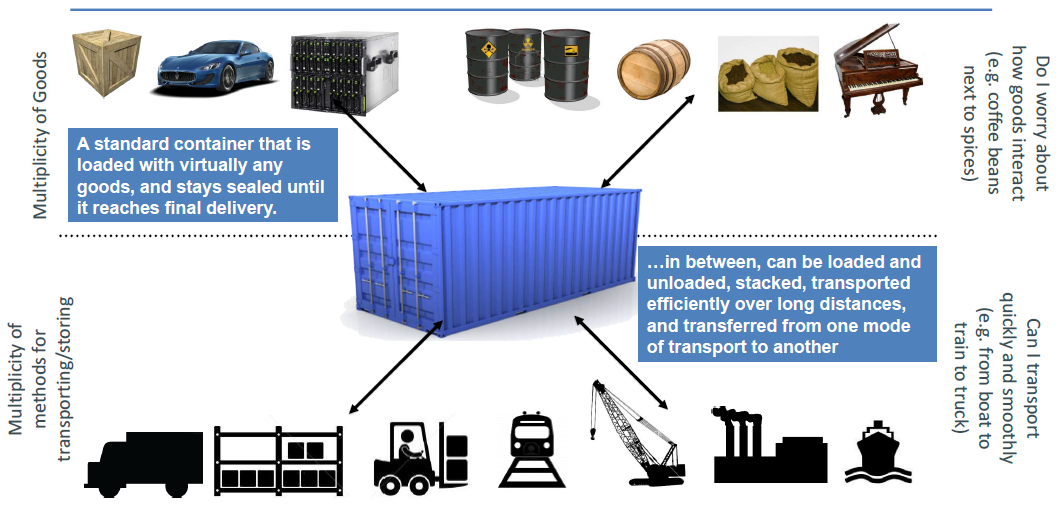 Multiplicity of Goods
A standard container that is
loaded with virtually any
goods, and stays sealed until
it reaches final delivery.
Do I worry about
how goods interact
(e.g. coffee beans
next to spices)
Multiplicity of
methods for
transporting/storing
…in between, can be loaded and
unloaded, stacked, transported
efficiently over long distances,
and transferred from one mode
of transport to another
Can I transport
quickly and smoothly
(e.g. from boat to
train to truck)